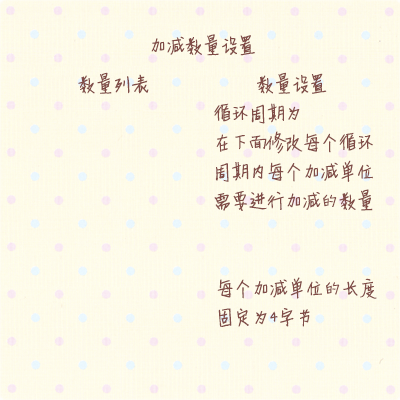 加减数量设置
数量列表
数量设置
循环周期为
在下面修改每个循环
周期内每个加减单位
需要进行加减的数量
每个加减单位的长度
固定为4字节